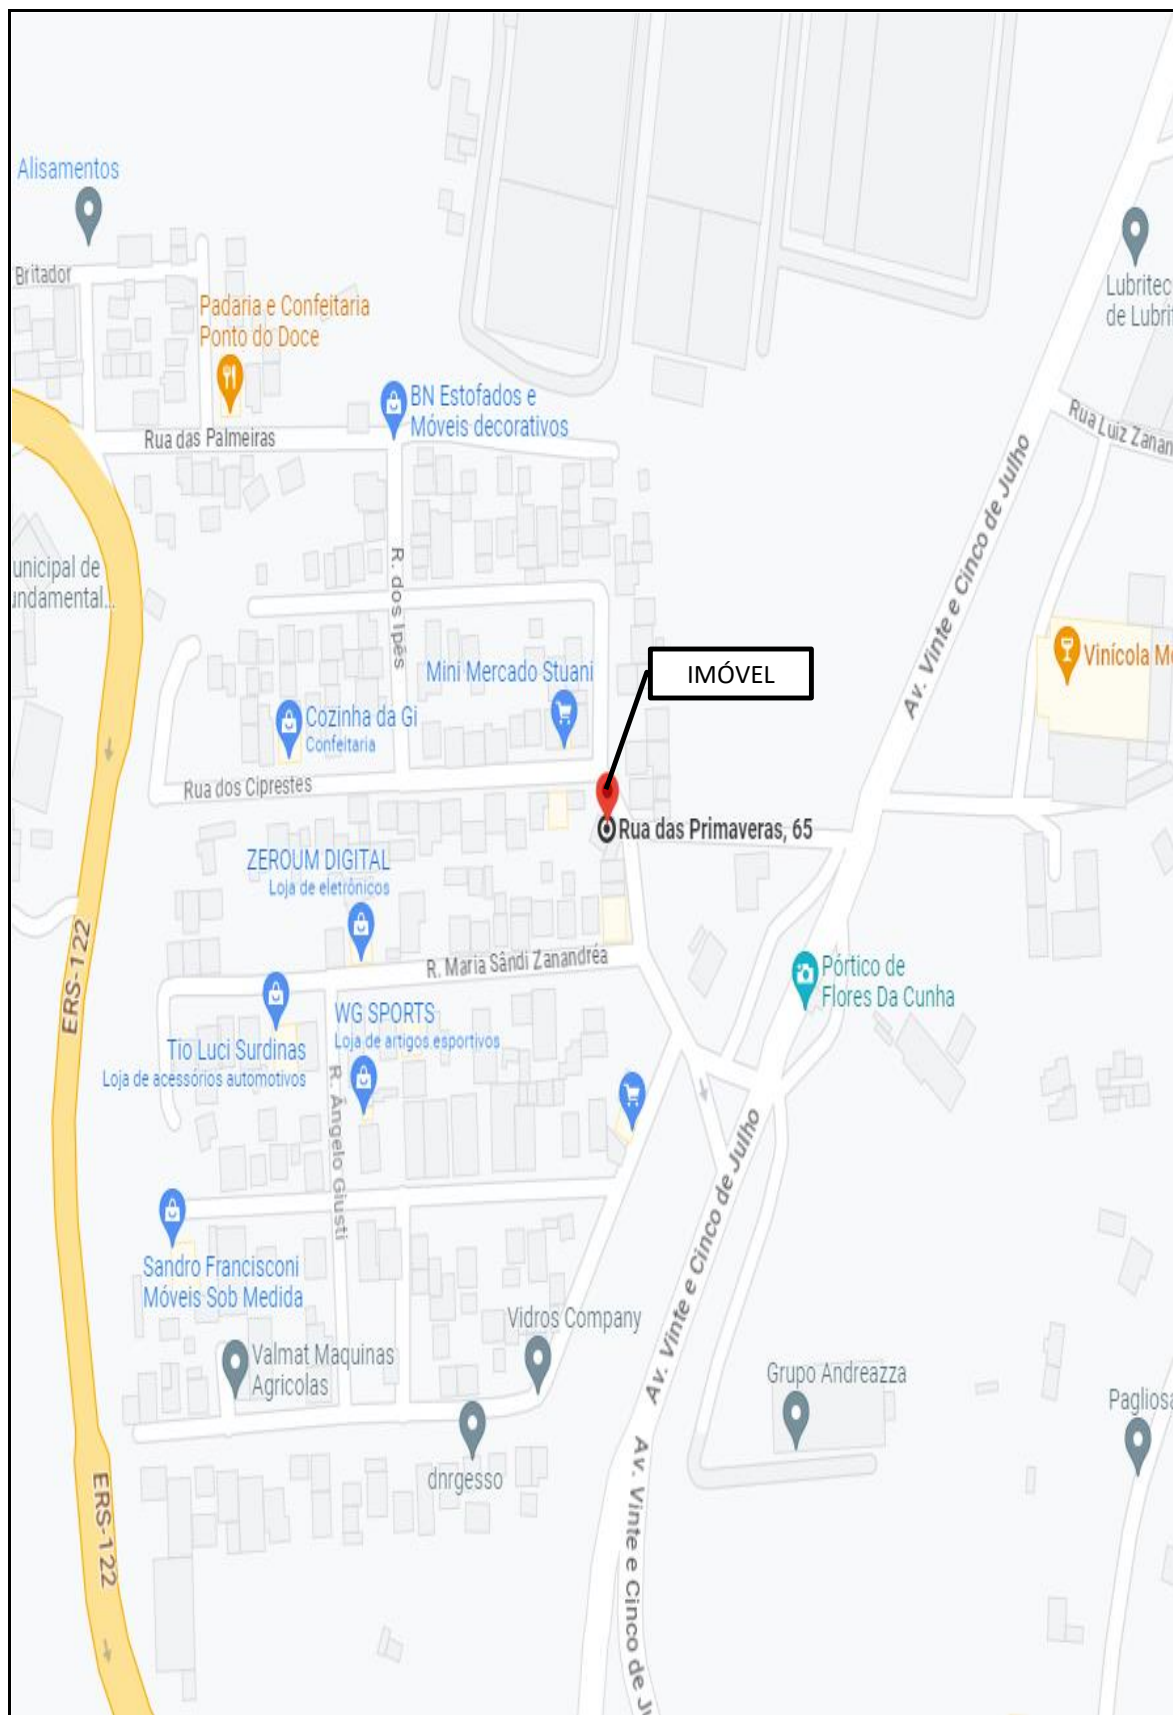 Alisamentos
Britador
Padaria e Confeitaria
Ponto do Doce
Lubritec
de Lubrif
BN Estofados e
Móveis decorativos
Rua das Palmeiras
Rua Luiz Zanan
Av. Vinte e Cinco de Julho
unicipal de
undamental...
R. dos Ipês
IMÓVEL
Mini Mercado Stuani
Vinícola Mo
Cozinha da Gi
Confeitaria
Rua dos Ciprestes
Rua das Primaveras, 65
ZEROUM DIGITAL
Loja de eletrônicos
ERS-122
R. Maria Sândi Zanandréa
Pórtico de
Flores Da Cunha
WG SPORTS
Loja de artigos esportivos
Tio Luci Surdinas
Loja de acessórios automotivos
R. Ângelo Giusti
Av. Vinte e Cinco de Julho
Sandro Francisconi
Móveis Sob Medida
Vidros Company
Valmat Maquinas
Agricolas
Grupo Andreazza
Pagliosa
dnrgesso
ERS-122
Av. Vinte e Cinco de Ju